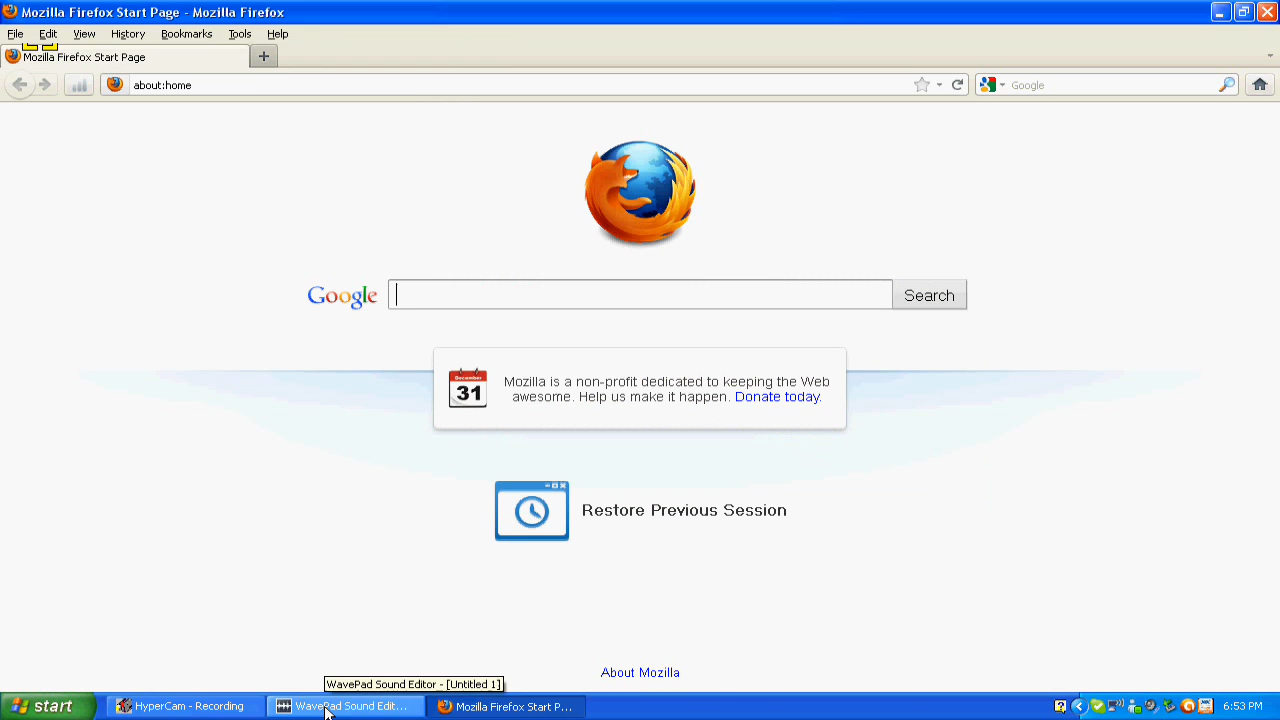 Mozilla Firefox Start Page - Mozilla Firefox
File Edit View History Bookmarks Tools Help
Mozilla Firefox Start Page
about:home
Google
Google
Search
December
31
Mozilla is a non-profit dedicated to keeping the Web
awesome. Help us make it happen. Donate today.
Restore Previous Session
About Mozilla
WavePad Sound Editor - [Untitled 1]
start
HyperCam - Recording
WavePad Sound Edit...
Mozilla Firefox Start P...
6:53 PM